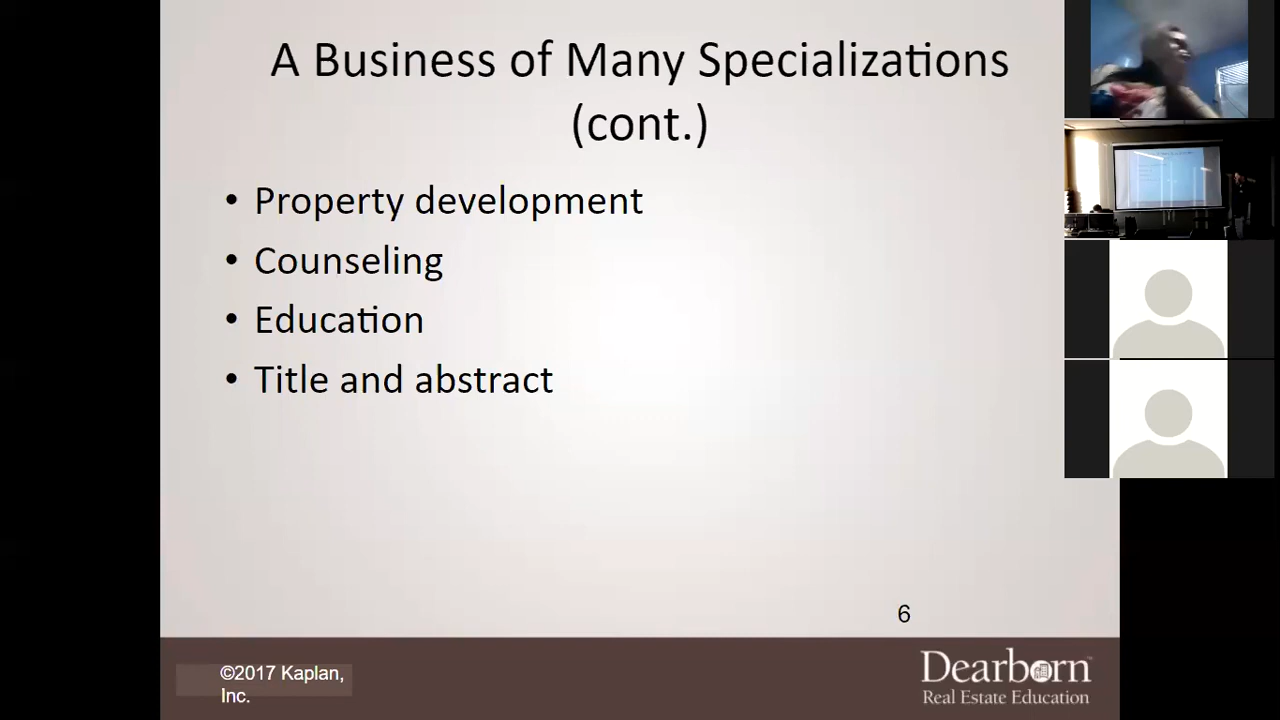 A Business of Many Specializations
(cont.)
• Property development
• Counseling
• Education
• Title and abstract
6
©2017 Kaplan,
Inc.
Dearborn™
Real Estate Education